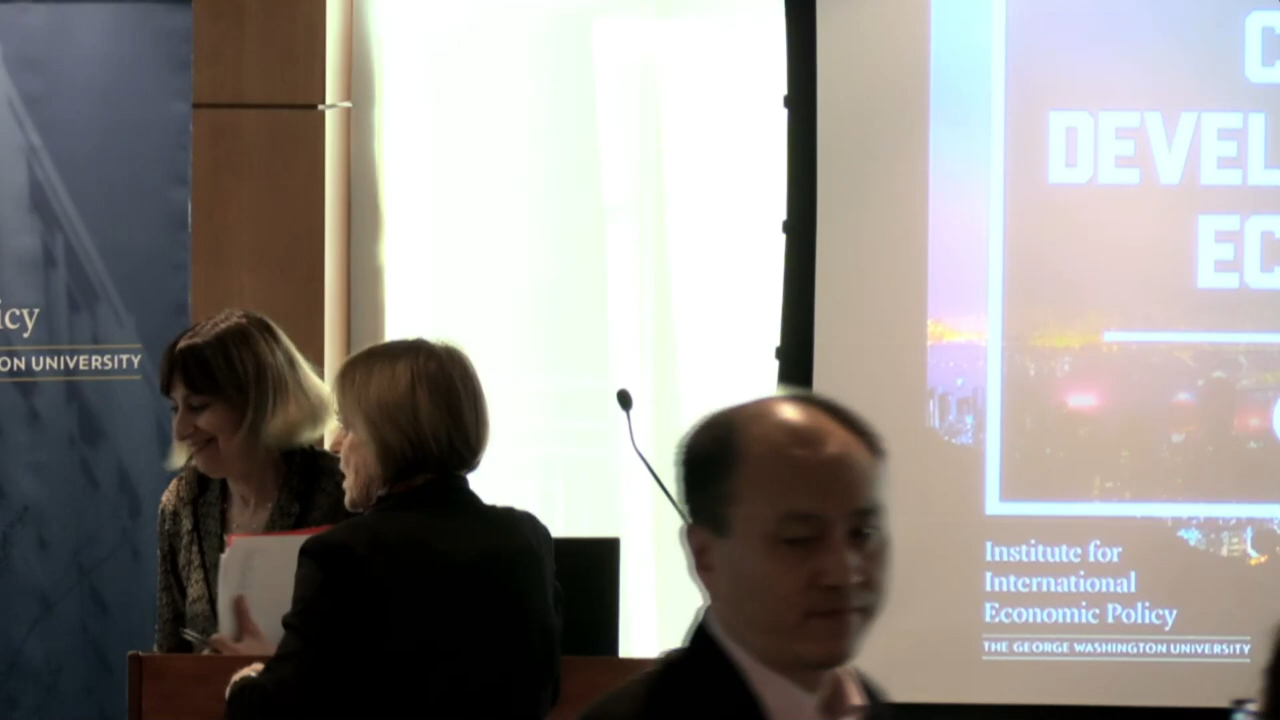 icy
ON UNIVERSITY
C
DEVEL
EC
Institute for
International
Economic Policy
THE GEORGE WASHINGTON UNIVERSITY